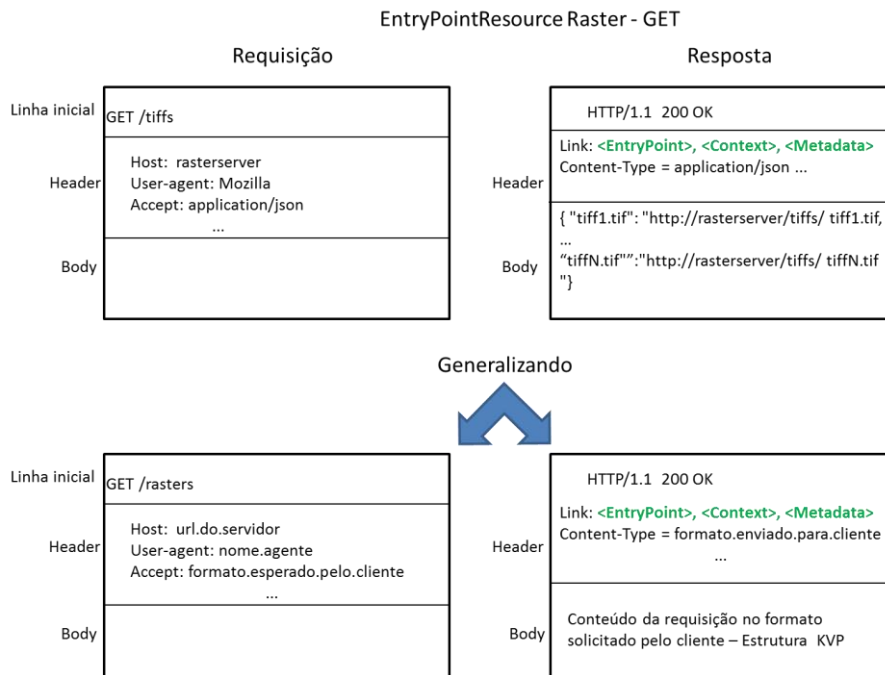 EntryPointResource Raster - GET
Requisição
Resposta
Linha inicial
GET /tiffs
Header
Host: rasterserver
User-agent: Mozilla
Accept: application/json
...
Body
HTTP/1.1 200 OK
Header
Link: <EntryPoint>, <Context>, <Metadata>
Content-Type = application/json ...
Body
{ "tiff1.tif": "http://rasterserver/tiffs/ tiff1.tif,
...
“tiffN.tif"”:"http://rasterserver/tiffs/ tiffN.tif
"}
Generalizando
Linha inicial
GET /rasters
Header
Host: url.do.servidor
User-agent: nome.agente
Accept: formato.esperado.pelo.cliente
...
Body
HTTP/1.1 200 OK
Header
Link: <EntryPoint>, <Context>, <Metadata>
Content-Type = formato.enviado.para.cliente
...
Body
Conteúdo da requisição no formato
solicitado pelo cliente – Estrutura KVP